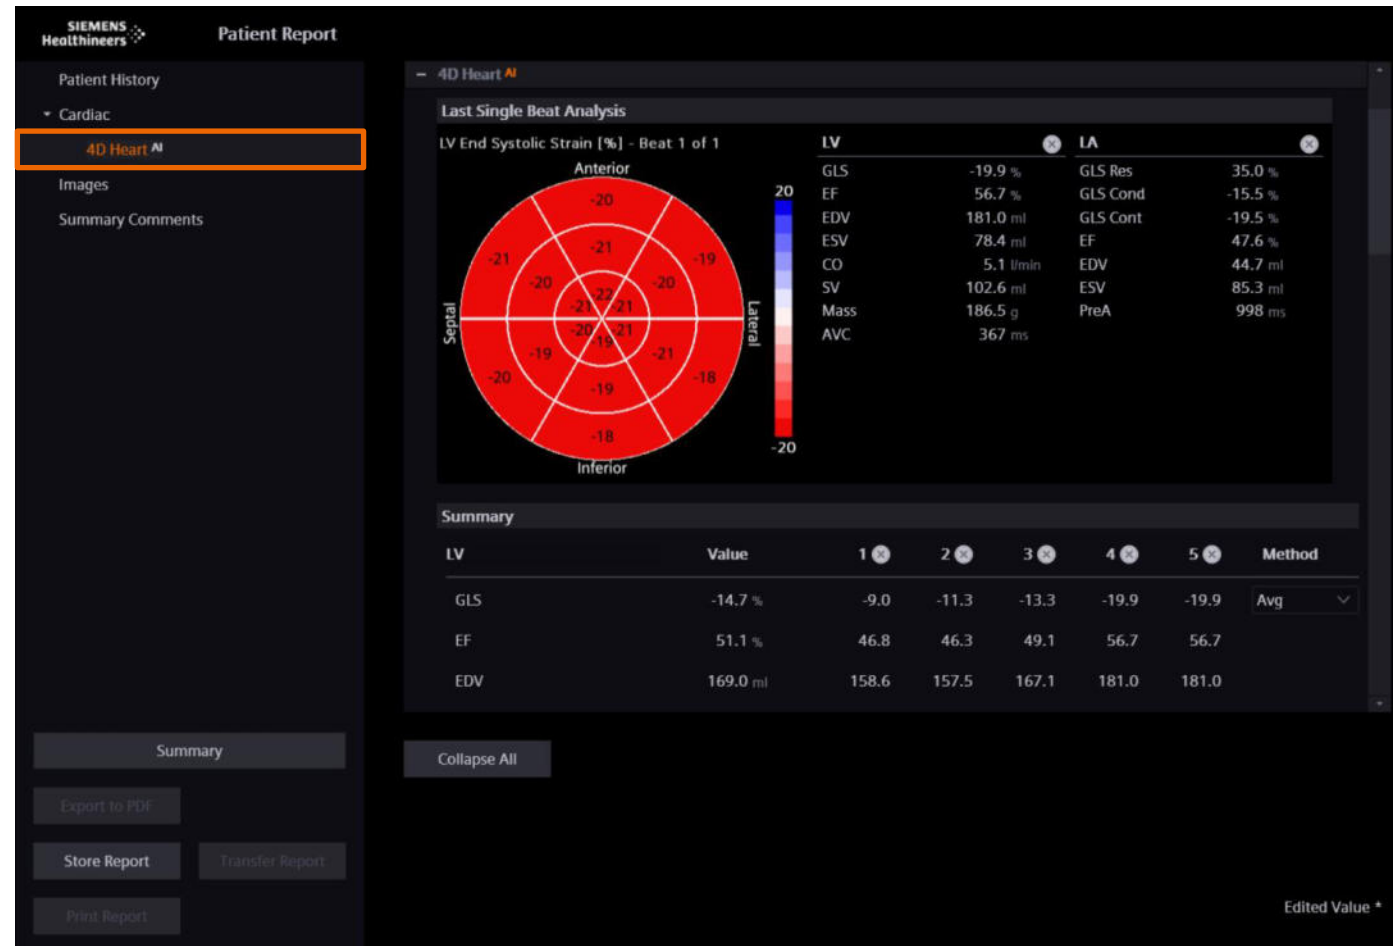 SIEMENS
Healthineers
Patient Report
Patient History
Cardiac
4D Heart AI
Images
Summary Comments
Summary
Export to PDF
Store Report
Transfer Report
Print Report
4D Heart AI
Last Single Beat Analysis
LV End Systolic Strain [%] - Beat 1 of 1
Anterior
Septal
Lateral
Inferior
20
-20
-20
-21
-21
-19
-20
-22
-20
-21
-21
-20
-21
-19
-19
-21
-20
-19
-18
-18
LV
GLS -19.9 %
EF 56.7 %
EDV 181.0 ml
ESV 78.4 ml
CO 5.1 l/min
SV 102.6 ml
Mass 186.5 g
AVC 367 ms
LA
GLS Res 35.0 %
GLS Cond -15.5 %
GLS Cont -19.5 %
EF 47.6 %
EDV 44.7 ml
ESV 85.3 ml
PreA 998 ms
Summary
LV Value 1 2 3 4 5 Method
GLS -14.7 % -9.0 -11.3 -13.3 -19.9 -19.9 Avg
EF 51.1 % 46.8 46.3 49.1 56.7 56.7
EDV 169.0 ml 158.6 157.5 167.1 181.0 181.0
Collapse All
Edited Value *